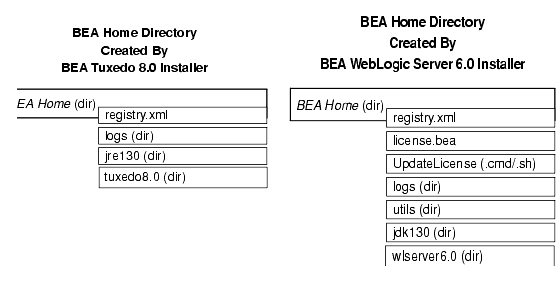 BEA Home Directory
Created By
BEA Tuxedo 8.0 Installer
EA Home (dir)
registry.xml
logs (dir)
jre130 (dir)
tuxedo8.0 (dir)
BEA Home Directory
Created By
BEA WebLogic Server 6.0 Installer
BEA Home (dir)
registry.xml
license.bea
UpdateLicense (.cmd/.sh)
logs (dir)
utils (dir)
jdk130 (dir)
wlserver6.0 (dir)